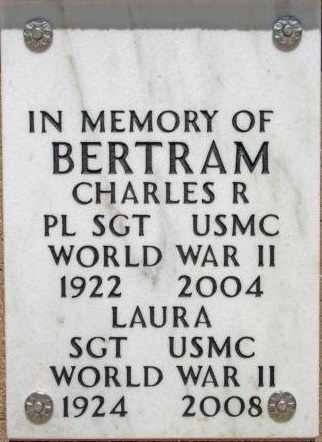 IN MEMORY OF
BERTRAM
CHARLES R
PL SGT USMC
WORLD WAR II
1922 2004
LAURA
SGT USMC
WORLD WAR II
1924 2008